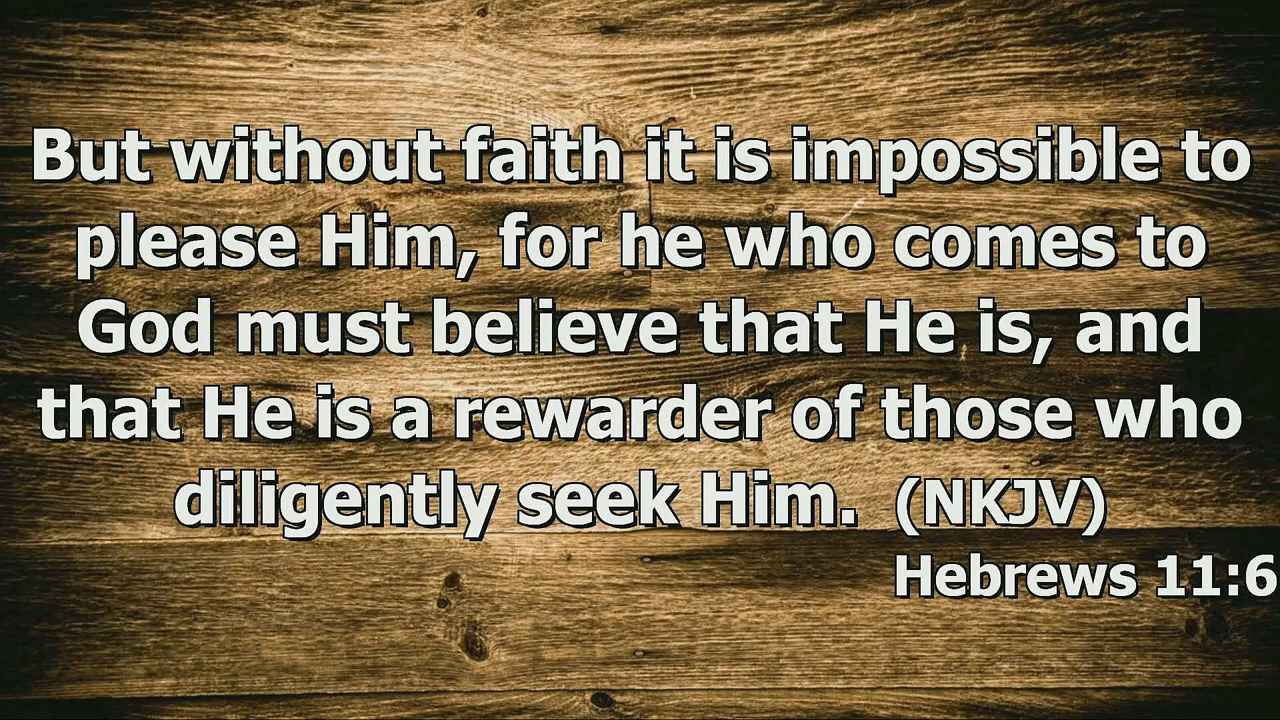 But without faith it is impossible to
please Him, for he who comes to
God must believe that He is, and
that He is a rewarder of those who
diligently seek Him.  (NKJV)
Hebrews 11:6